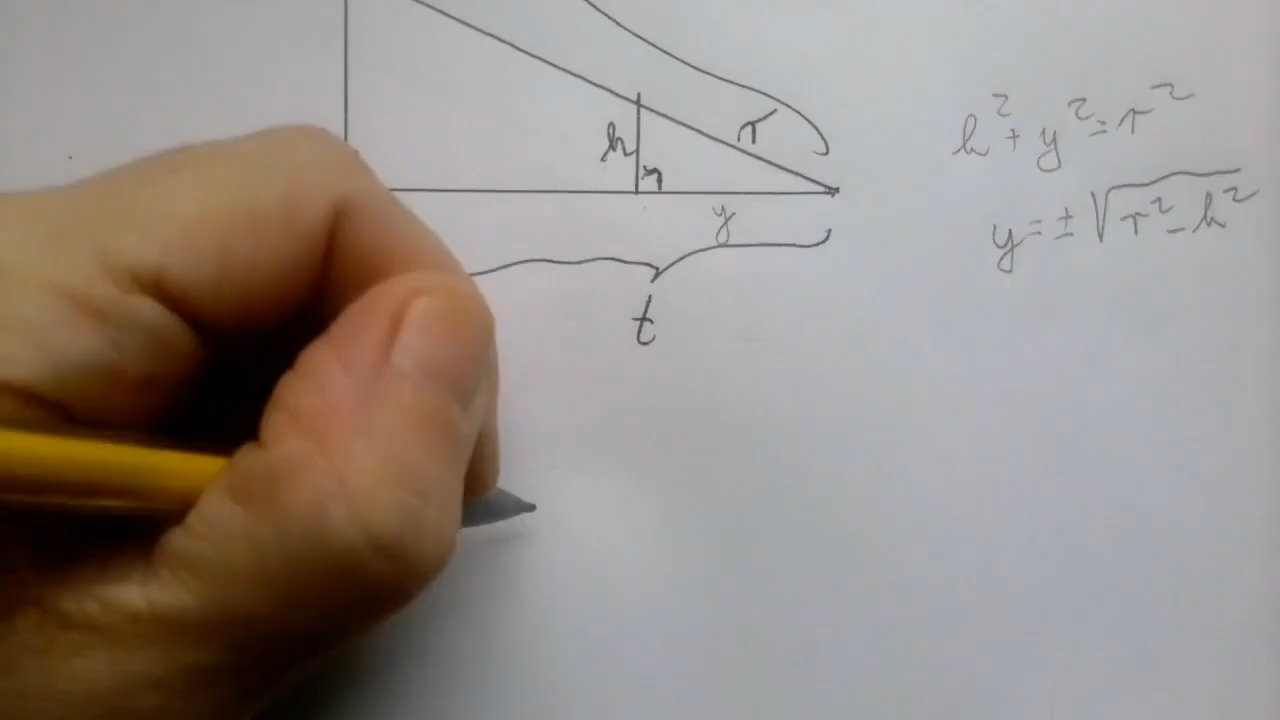 h
r
y
t
h² + y² = r²
y = ± √r² - h²